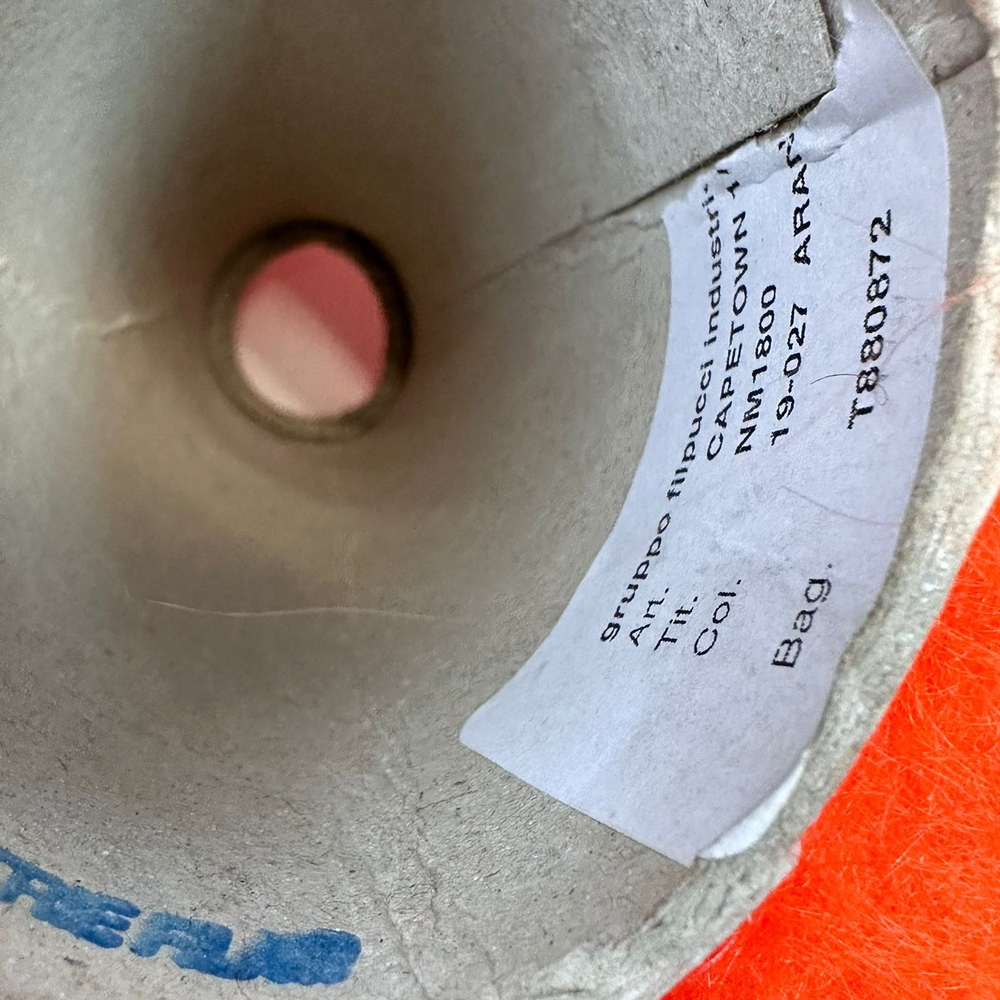 gruppo filpucci industri
Art. CAPETOWN
Tit. NM1800
Col. 19-027
Bag. T880872